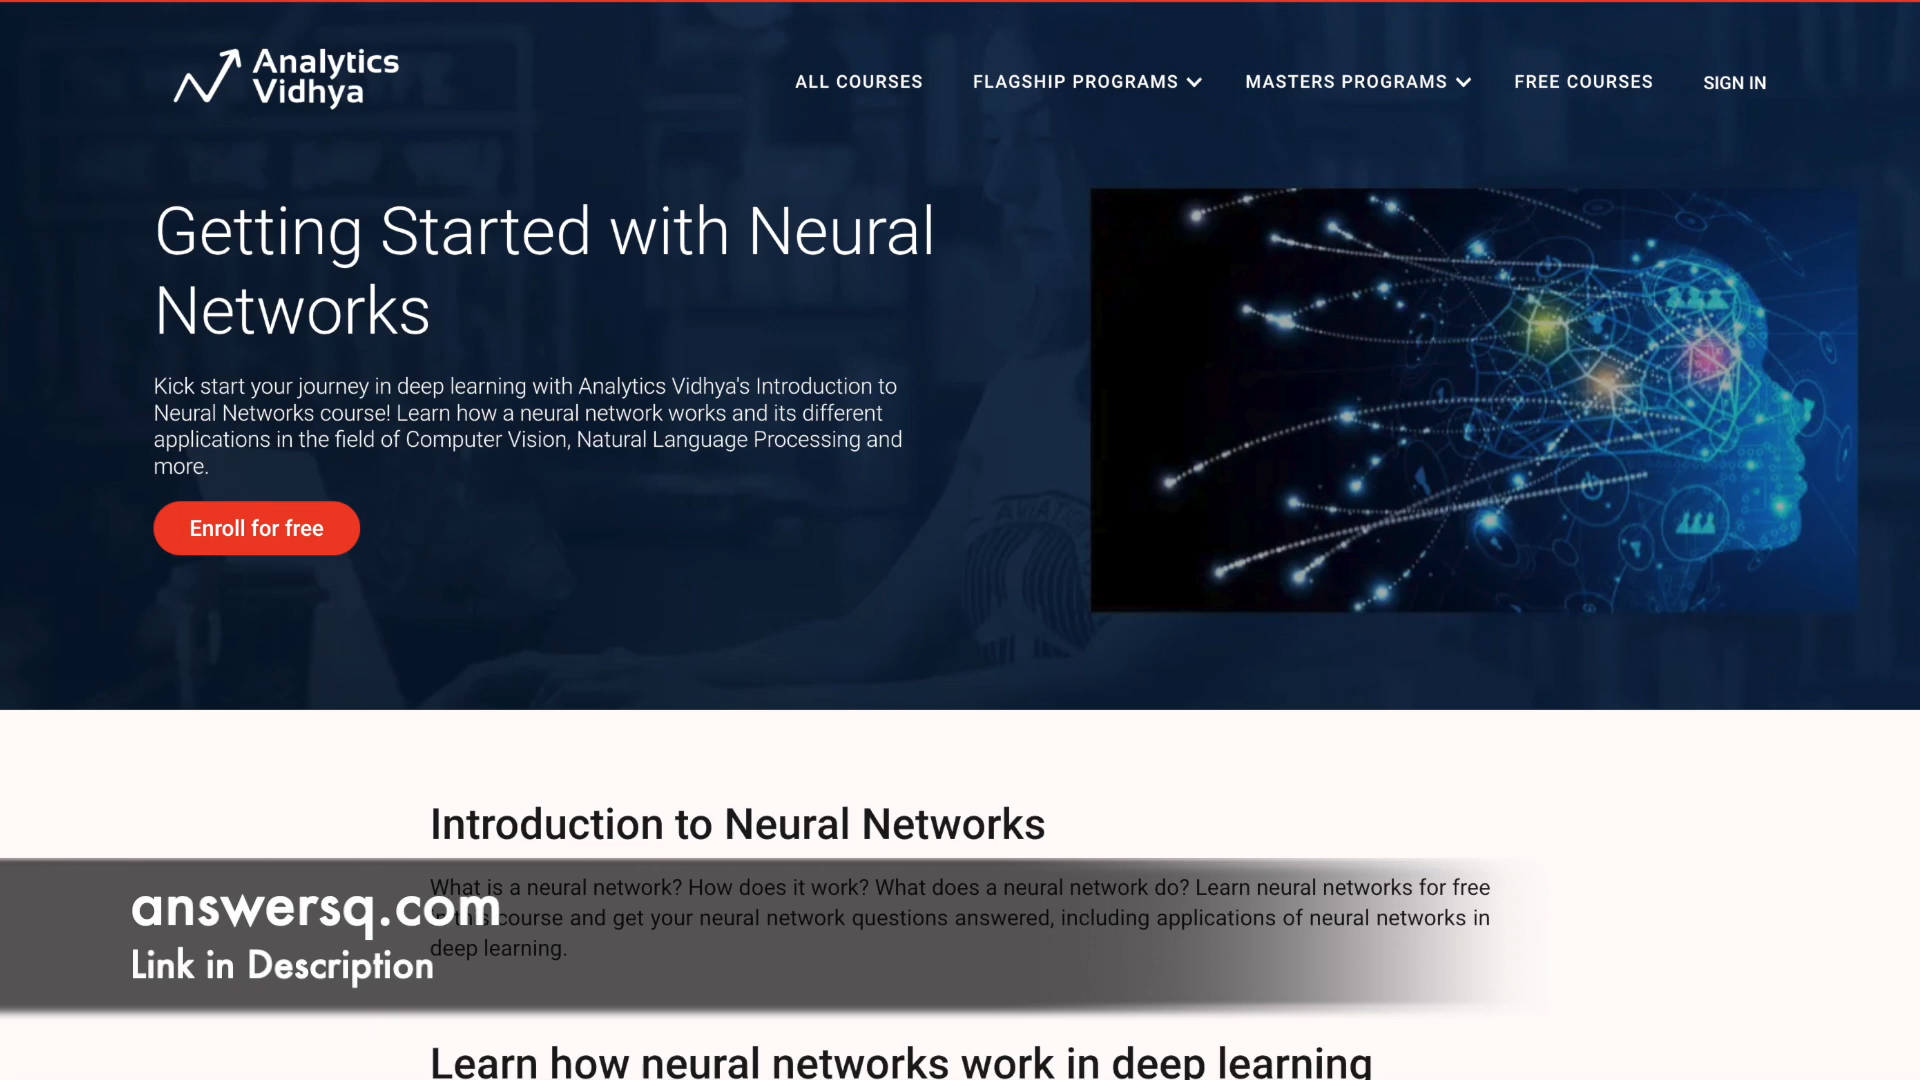 Analytics
Vidhya
ALL COURSES
FLAGSHIP PROGRAMS
MASTERS PROGRAMS
FREE COURSES
SIGN IN
Getting Started with Neural
Networks
Kick start your journey in deep learning with Analytics Vidhya's Introduction to
Neural Networks course! Learn how a neural network works and its different
applications in the field of Computer Vision, Natural Language Processing and
more.
Enroll for free
Introduction to Neural Networks
What is a neural network? How does it work? What does a neural network do? Learn neural networks for free
in this course and get your neural network questions answered, including applications of neural networks in
deep learning.
answersq.com
Link in Description
Learn how neural networks work in deep learning